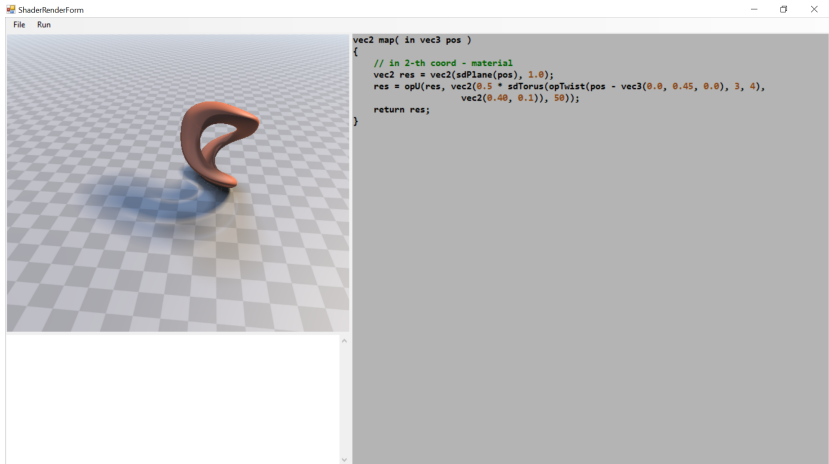 ShaderRenderForm
File Run
vec2 map( in vec3 pos )
{
    // in 2-th coord - material
    vec2 res = vec2(sdPlane(pos), 1.0);
    res = opU(res, vec2(0.5 * sdTorus(opTwist(pos - vec3(0.0, 0.45, 0.0), 3, 4),
                    vec2(0.40, 0.1)), 50));
    return res;
}